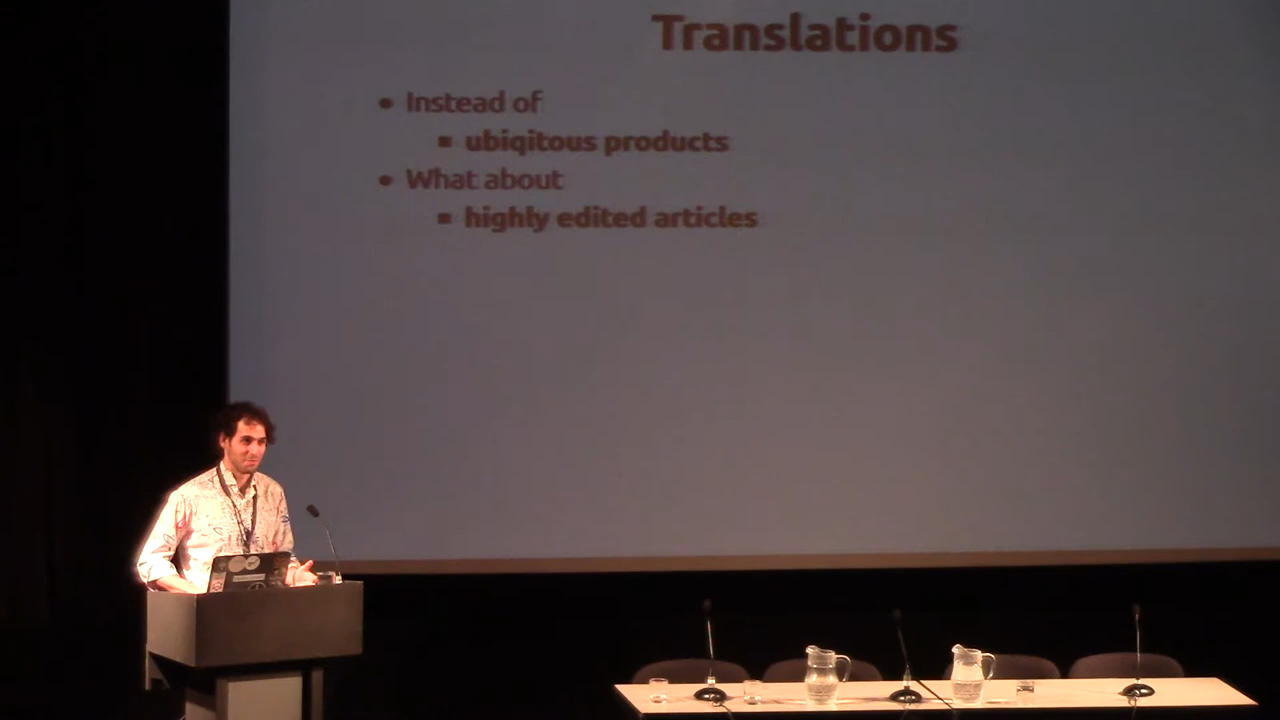 Translations
• Instead of
▪ ubiqitous products
• What about
▪ highly edited articles